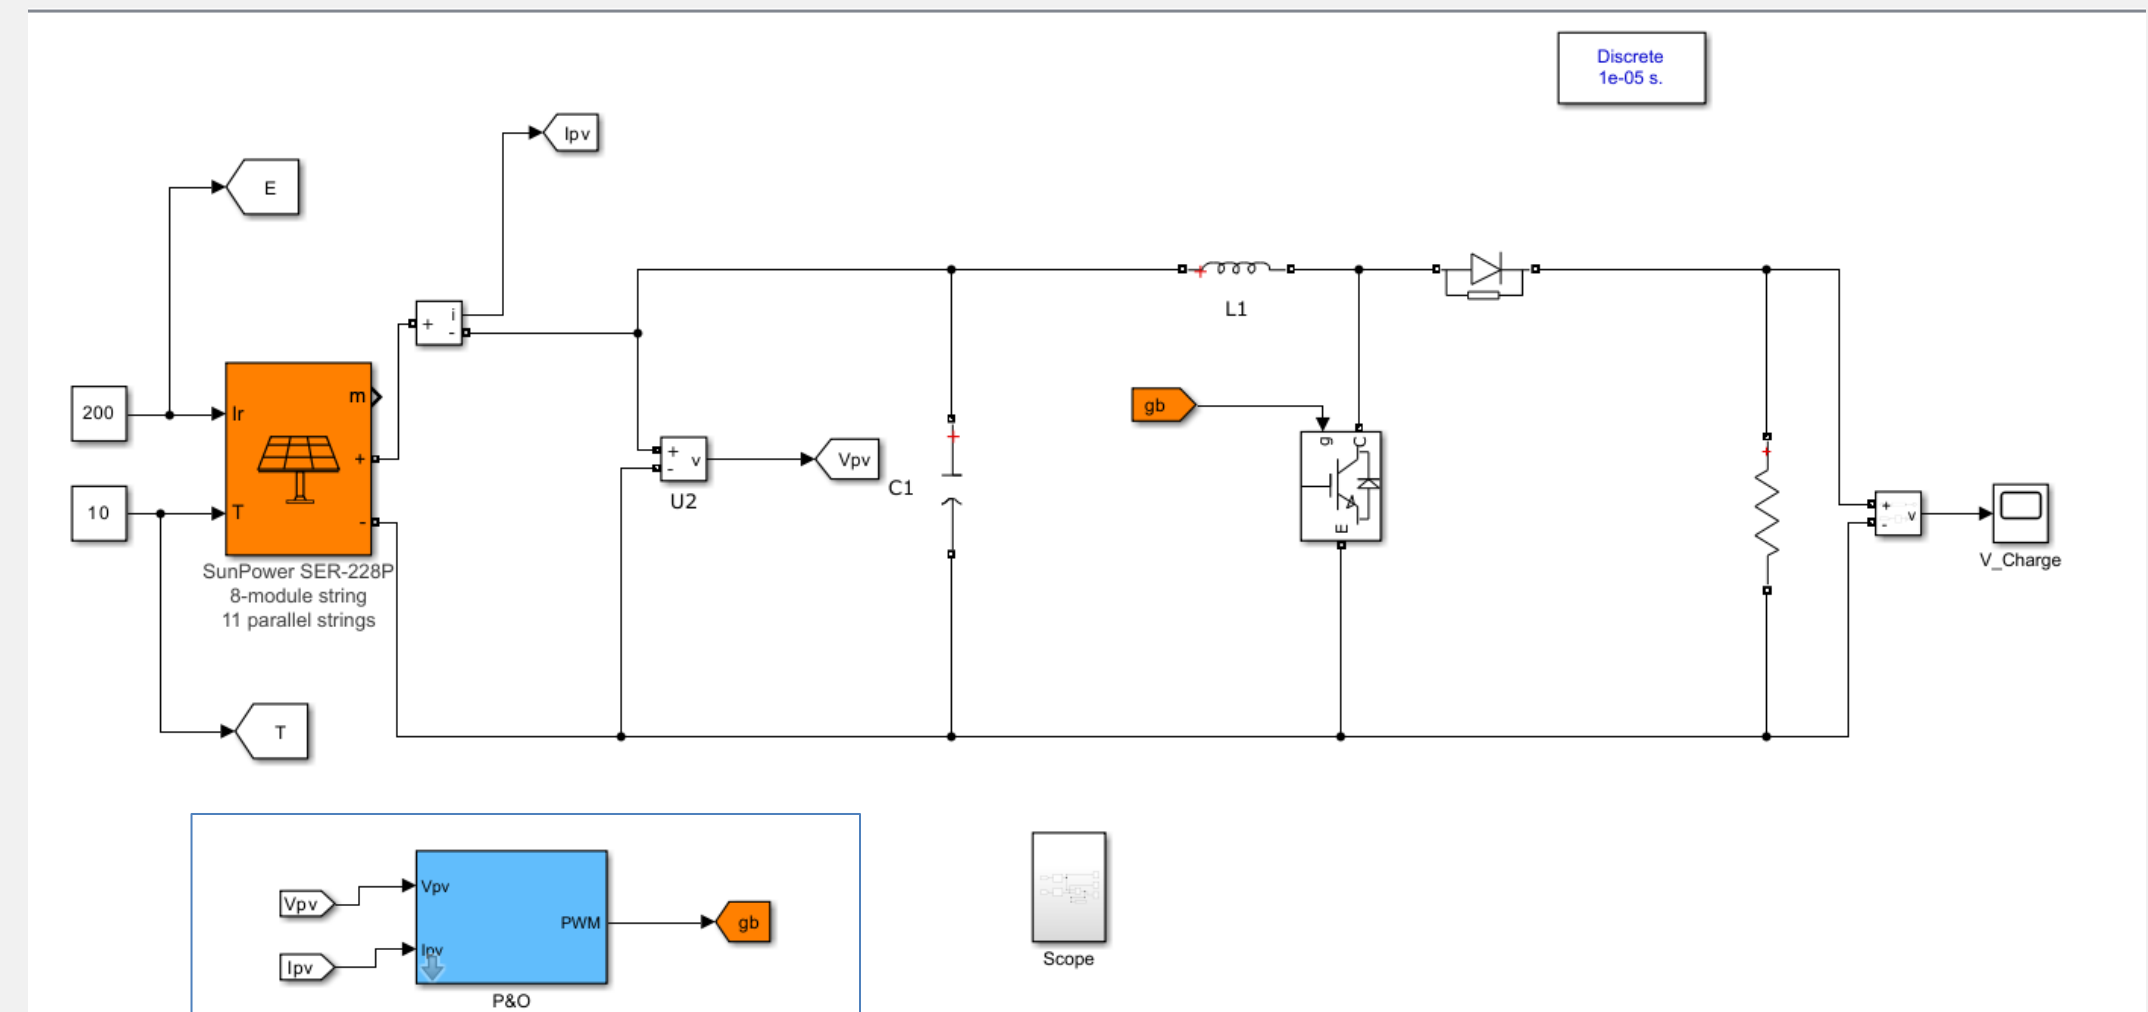 Discrete
1e-05 s.
Ipv
E
i
+
-
L1
200
Ir
m
gb
+
+
-
v
Vpv
C1
g
C
U2
10
T
-
E
+
-
v
V_Charge
SunPower SER-228P
8-module string
11 parallel strings
T
Vpv
Vpv
PWM
gb
Ipv
Ipv
P&O
Scope